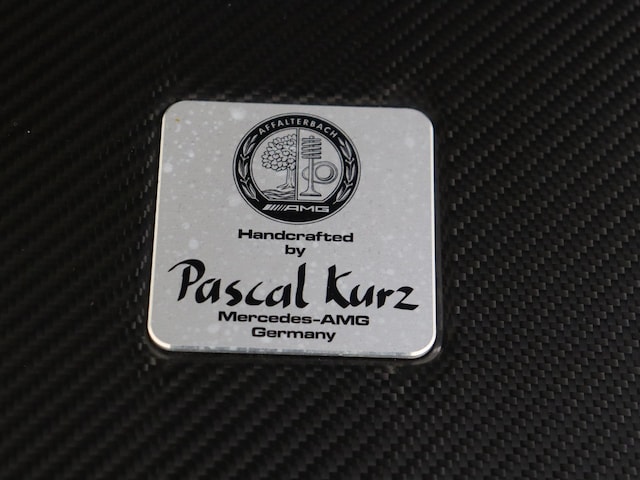 AFFALTERBACH
AMG
Handcrafted
by
Pascal Kurz
Mercedes-AMG
Germany